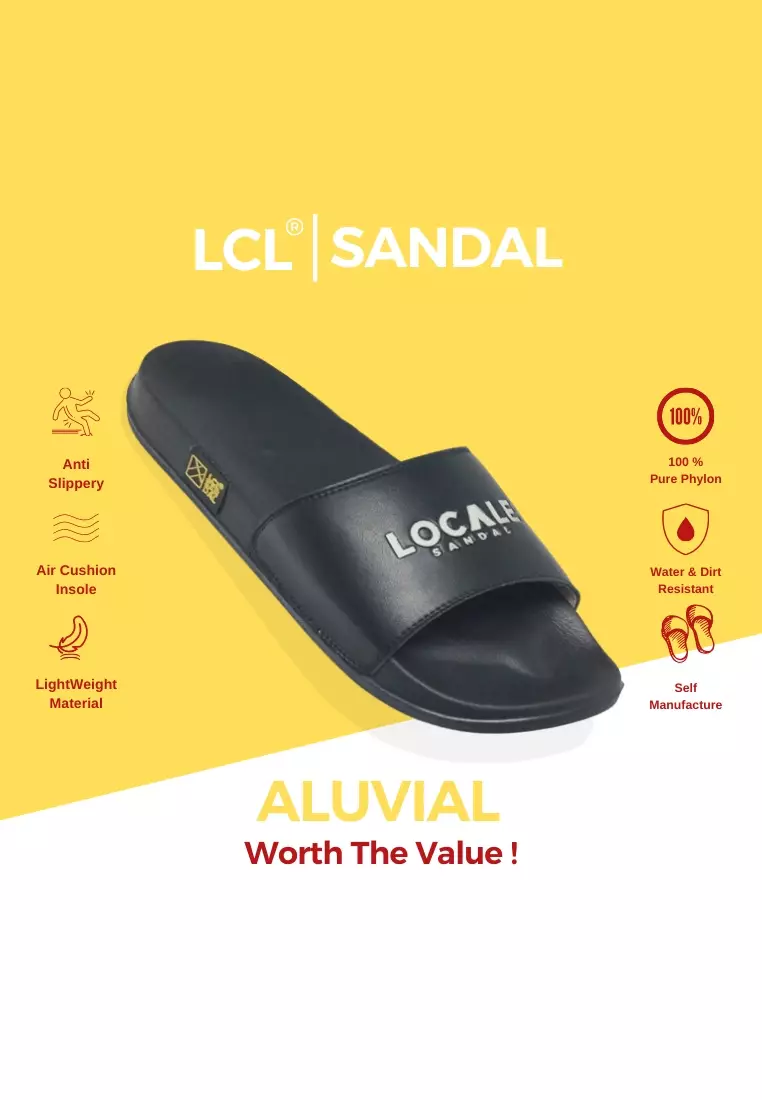 LCL® | SANDAL
Anti
Slippery
Air Cushion
Insole
LightWeight
Material
LOCALE
SANDAL
100%
100 %
Pure Phylon
Water & Dirt
Resistant
Self
Manufacture
ALUVIAL
Worth The Value !